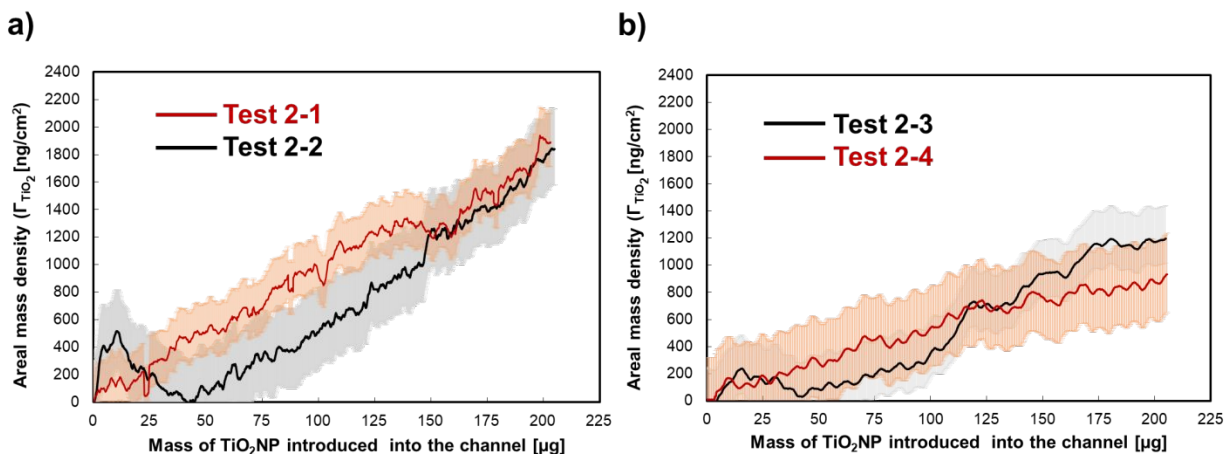 a)
2400
2200
2000
1800
1600
1400
1200
1000
800
600
400
200
0
Areal mass density (Γ_TiO₂ [ng/cm²]
Test 2-1
Test 2-2
0 25 50 75 100 125 150 175 200 225
Mass of TiO₂NP introduced into the channel [µg]
b)
2400
2200
2000
1800
1600
1400
1200
1000
800
600
400
200
0
Areal mass density (Γ_TiO₂ [ng/cm²]
Test 2-3
Test 2-4
0 25 50 75 100 125 150 175 200 225
Mass of TiO₂NP introduced into the channel [µg]